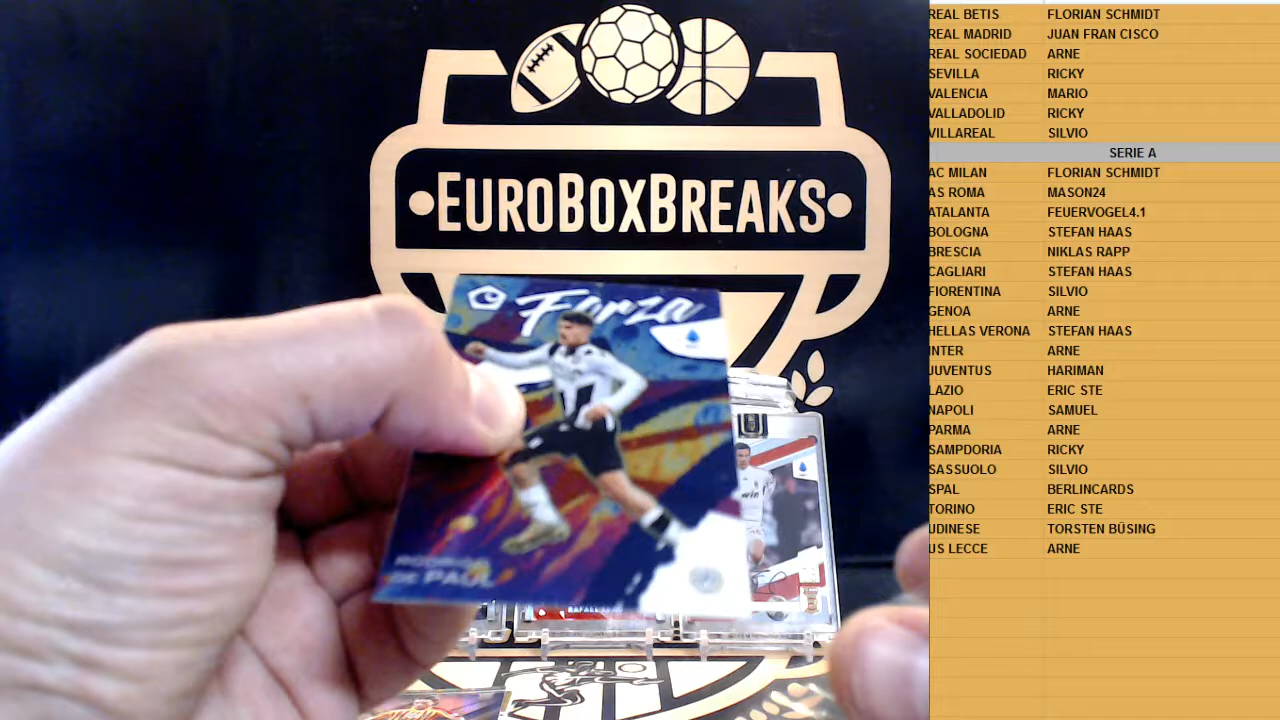 EUROBOXBREAKS
Forza
RODRIGO
DE PAUL
REAL BETIS FLORIAN SCHMIDT
REAL MADRID JUAN FRAN CISCO
REAL SOCIEDAD ARNE
SEVILLA RICKY
VALENCIA MARIO
VALLADOLID RICKY
VILLAREAL SILVIO
SERIE A
AC MILAN FLORIAN SCHMIDT
AS ROMA MASON24
ATALANTA FEUERVOGEL4.1
BOLOGNA STEFAN HAAS
BRESCIA NIKLAS RAPP
CAGLIARI STEFAN HAAS
FIORENTINA SILVIO
GENOA ARNE
HELLAS VERONA STEFAN HAAS
INTER ARNE
JUVENTUS HARIMAN
LAZIO ERIC STE
NAPOLI SAMUEL
PARMA ARNE
SAMPDORIA RICKY
SASSUOLO SILVIO
SPAL BERLINCARDS
TORINO ERIC STE
UDINESE TORSTEN BÜSING
US LECCE ARNE